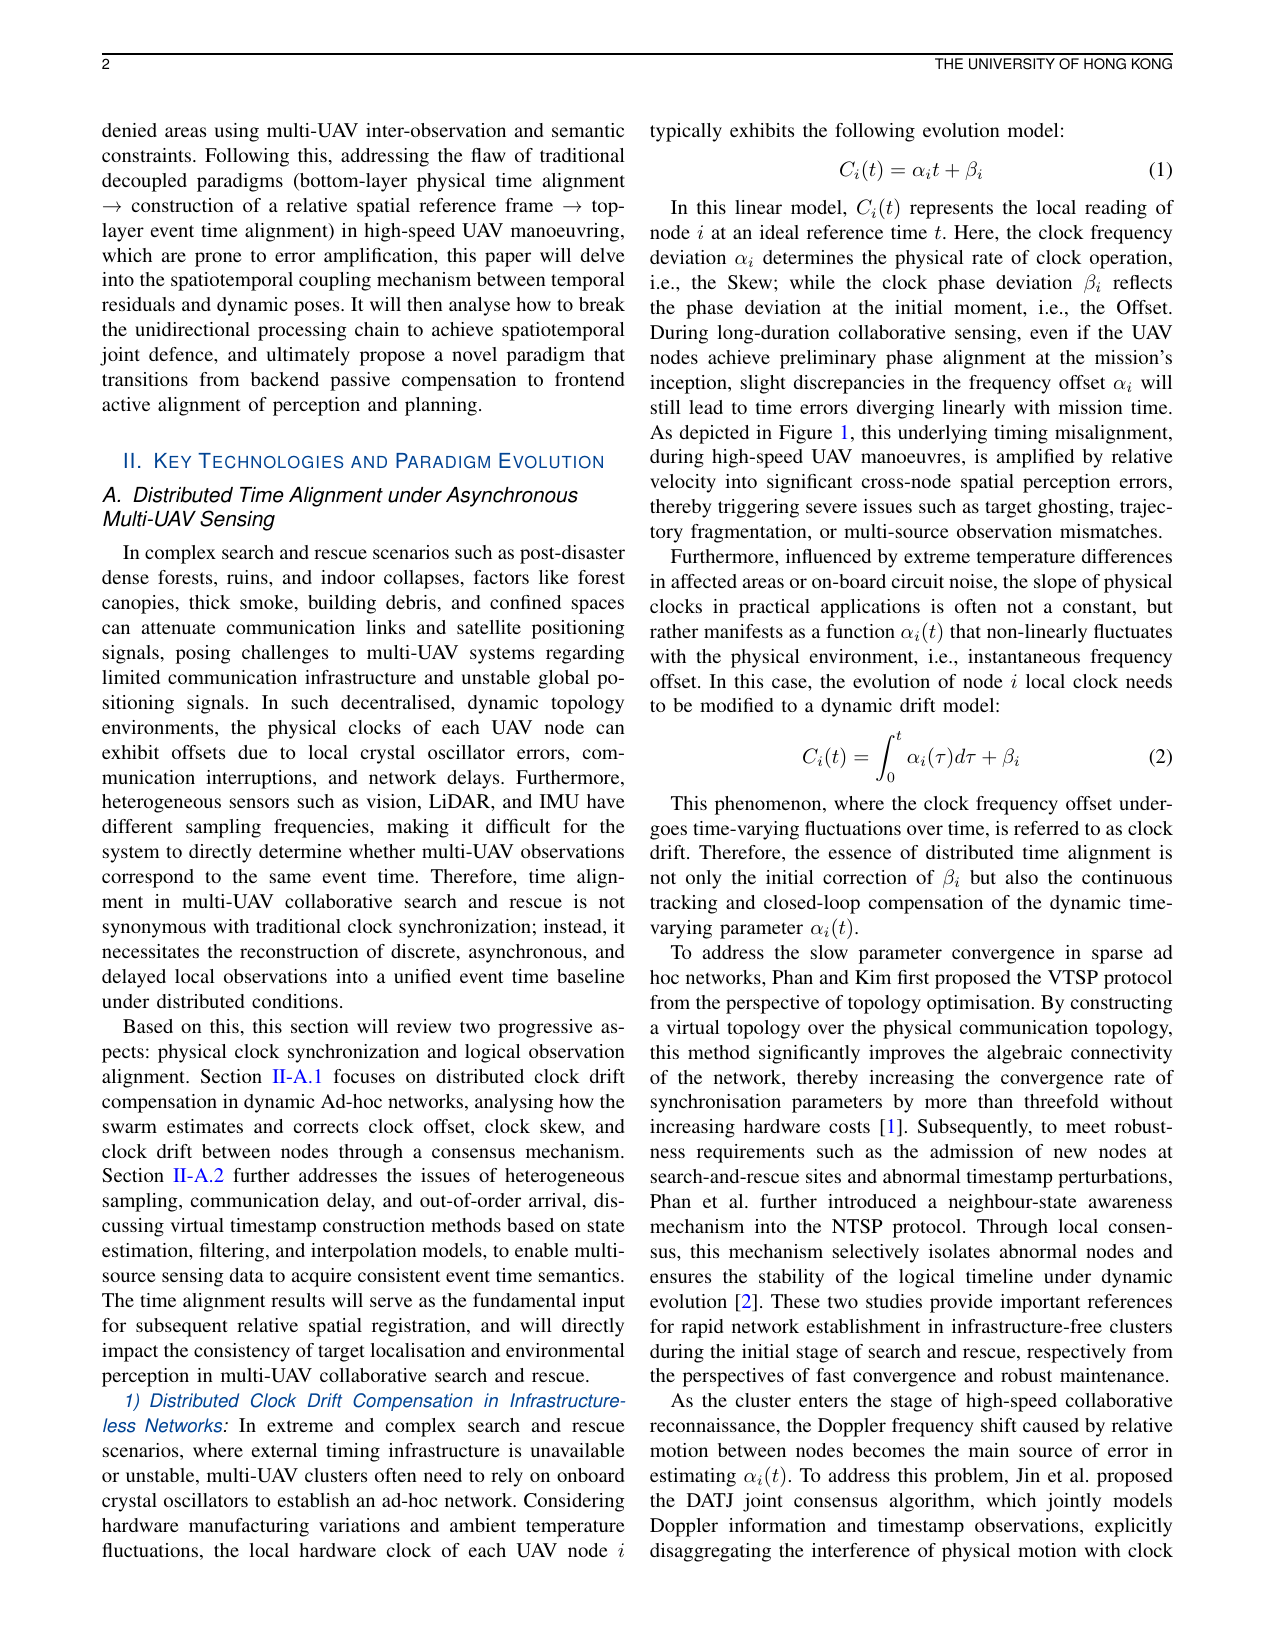 2
THE UNIVERSITY OF HONG KONG
denied areas using multi-UAV inter-observation and semantic
constraints. Following this, addressing the flaw of traditional
decoupled paradigms (bottom-layer physical time alignment
→ construction of a relative spatial reference frame → top-
layer event time alignment) in high-speed UAV manoeuvring,
which are prone to error amplification, this paper will delve
into the spatiotemporal coupling mechanism between temporal
residuals and dynamic poses. It will then analyse how to break
the unidirectional processing chain to achieve spatiotemporal
joint defence, and ultimately propose a novel paradigm that
transitions from backend passive compensation to frontend
active alignment of perception and planning.
II. KEY TECHNOLOGIES AND PARADIGM EVOLUTION
A. Distributed Time Alignment under Asynchronous
Multi-UAV Sensing
In complex search and rescue scenarios such as post-disaster
dense forests, ruins, and indoor collapses, factors like forest
canopies, thick smoke, building debris, and confined spaces
can attenuate communication links and satellite positioning
signals, posing challenges to multi-UAV systems regarding
limited communication infrastructure and unstable global po-
sitioning signals. In such decentralised, dynamic topology
environments, the physical clocks of each UAV node can
exhibit offsets due to local crystal oscillator errors, com-
munication interruptions, and network delays. Furthermore,
heterogeneous sensors such as vision, LiDAR, and IMU have
different sampling frequencies, making it difficult for the
system to directly determine whether multi-UAV observations
correspond to the same event time. Therefore, time align-
ment in multi-UAV collaborative search and rescue is not
synonymous with traditional clock synchronization; instead, it
necessitates the reconstruction of discrete, asynchronous, and
delayed local observations into a unified event time baseline
under distributed conditions.
Based on this, this section will review two progressive as-
pects: physical clock synchronization and logical observation
alignment. Section II-A.1 focuses on distributed clock drift
compensation in dynamic Ad-hoc networks, analysing how the
swarm estimates and corrects clock offset, clock skew, and
clock drift between nodes through a consensus mechanism.
Section II-A.2 further addresses the issues of heterogeneous
sampling, communication delay, and out-of-order arrival, dis-
cussing virtual timestamp construction methods based on state
estimation, filtering, and interpolation models, to enable multi-
source sensing data to acquire consistent event time semantics.
The time alignment results will serve as the fundamental input
for subsequent relative spatial registration, and will directly
impact the consistency of target localisation and environmental
perception in multi-UAV collaborative search and rescue.
1) Distributed Clock Drift Compensation in Infrastructure-
less Networks: In extreme and complex search and rescue
scenarios, where external timing infrastructure is unavailable
or unstable, multi-UAV clusters often need to rely on onboard
crystal oscillators to establish an ad-hoc network. Considering
hardware manufacturing variations and ambient temperature
fluctuations, the local hardware clock of each UAV node i
typically exhibits the following evolution model:
C_i(t) = α_i t + β_i (1)
In this linear model, C_i(t) represents the local reading of
node i at an ideal reference time t. Here, the clock frequency
deviation α_i determines the physical rate of clock operation,
i.e., the Skew; while the clock phase deviation β_i reflects
the phase deviation at the initial moment, i.e., the Offset.
During long-duration collaborative sensing, even if the UAV
nodes achieve preliminary phase alignment at the mission's
inception, slight discrepancies in the frequency offset α_i will
still lead to time errors diverging linearly with mission time.
As depicted in Figure 1, this underlying timing misalignment,
during high-speed UAV manoeuvres, is amplified by relative
velocity into significant cross-node spatial perception errors,
thereby triggering severe issues such as target ghosting, trajec-
tory fragmentation, or multi-source observation mismatches.
Furthermore, influenced by extreme temperature differences
in affected areas or on-board circuit noise, the slope of physical
clocks in practical applications is often not a constant, but
rather manifests as a function α_i(t) that non-linearly fluctuates
with the physical environment, i.e., instantaneous frequency
offset. In this case, the evolution of node i local clock needs
to be modified to a dynamic drift model:
C_i(t) = ∫_0^t α_i(τ)dτ + β_i (2)
This phenomenon, where the clock frequency offset under-
goes time-varying fluctuations over time, is referred to as clock
drift. Therefore, the essence of distributed time alignment is
not only the initial correction of β_i but also the continuous
tracking and closed-loop compensation of the dynamic time-
varying parameter α_i(t).
To address the slow parameter convergence in sparse ad
hoc networks, Phan and Kim first proposed the VTSP protocol
from the perspective of topology optimisation. By constructing
a virtual topology over the physical communication topology,
this method significantly improves the algebraic connectivity
of the network, thereby increasing the convergence rate of
synchronisation parameters by more than threefold without
increasing hardware costs [1]. Subsequently, to meet robust-
ness requirements such as the admission of new nodes at
search-and-rescue sites and abnormal timestamp perturbations,
Phan et al. further introduced a neighbour-state awareness
mechanism into the NTSP protocol. Through local consen-
sus, this mechanism selectively isolates abnormal nodes and
ensures the stability of the logical timeline under dynamic
evolution [2]. These two studies provide important references
for rapid network establishment in infrastructure-free clusters
during the initial stage of search and rescue, respectively from
the perspectives of fast convergence and robust maintenance.
As the cluster enters the stage of high-speed collaborative
reconnaissance, the Doppler frequency shift caused by relative
motion between nodes becomes the main source of error in
estimating α_i(t). To address this problem, Jin et al. proposed
the DATJ joint consensus algorithm, which jointly models
Doppler information and timestamp observations, explicitly
disaggregating the interference of physical motion with clock